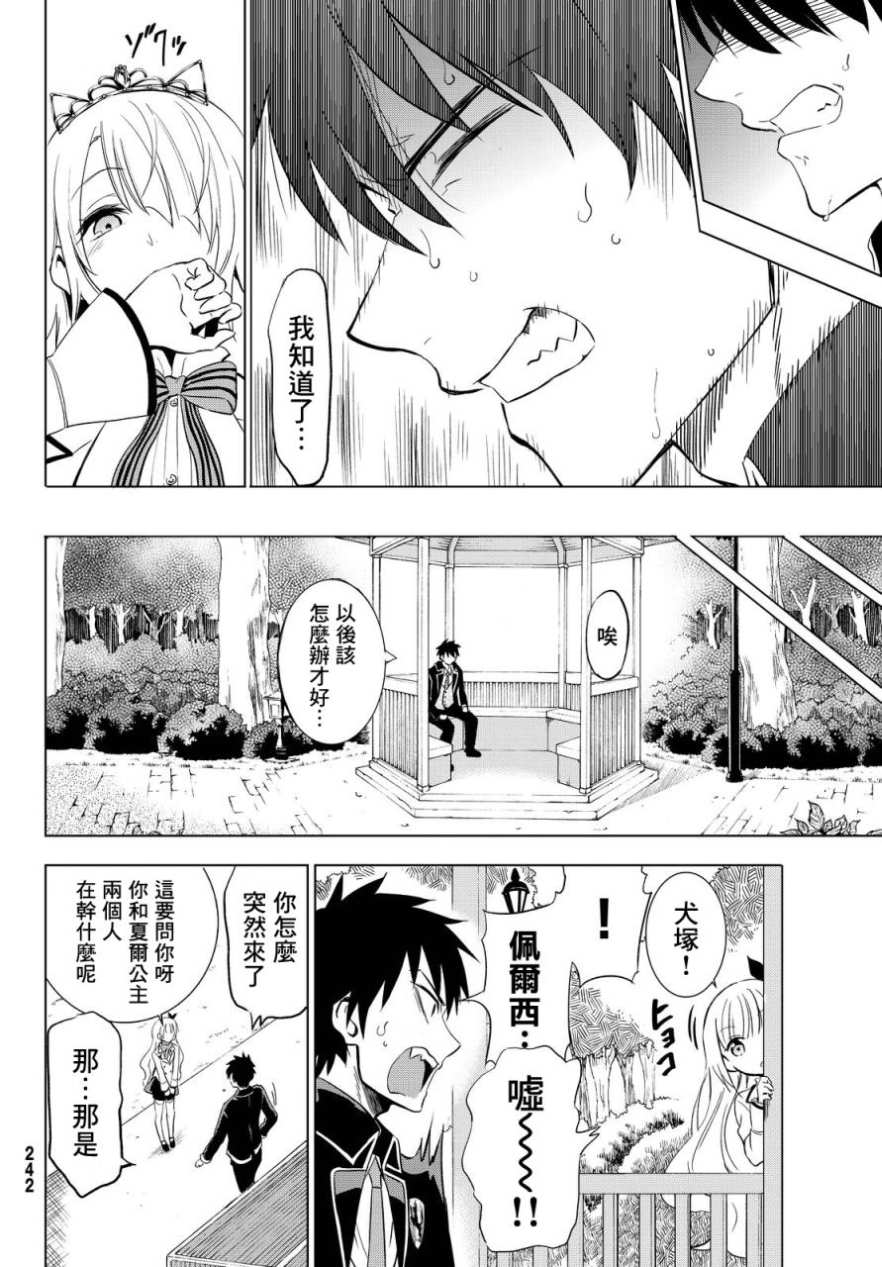 我知道了…
ゾクッ
唉
以後該
怎麼辦才好…
犬塚！
ヒョコ
！
佩爾西…
噓～～～!!
你怎麼
突然來了
這要問你呀
你和夏爾公主
兩個人
在幹什麼呢
那…那是
242